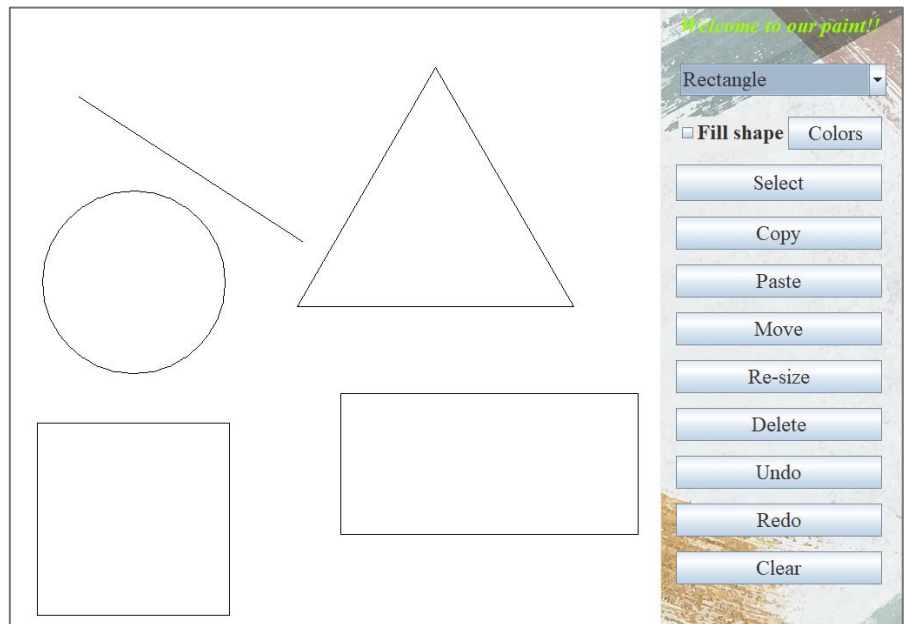 Welcome to our paint!!
Rectangle
Fill shape Colors
Select
Copy
Paste
Move
Re-size
Delete
Undo
Redo
Clear